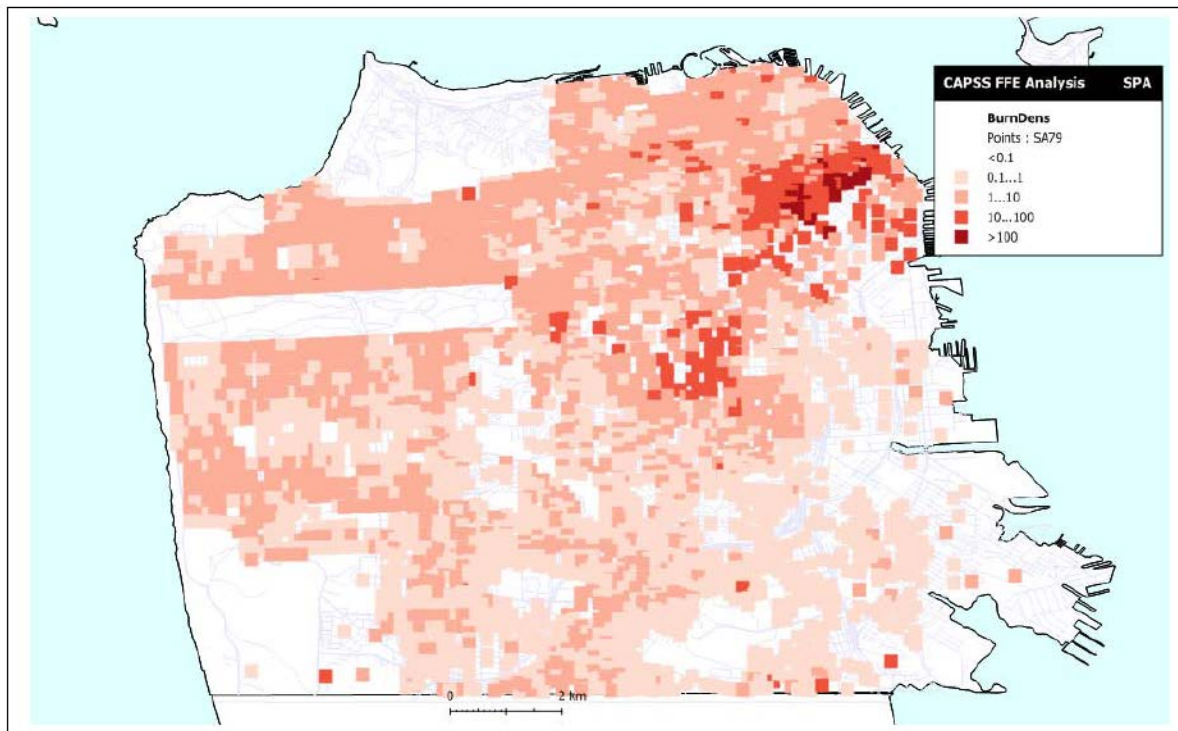 CAPSS FFE Analysis SPA
BurnDens
Points : SA79
<0.1
0.1...1
1...10
10...100
>100
0 2 km